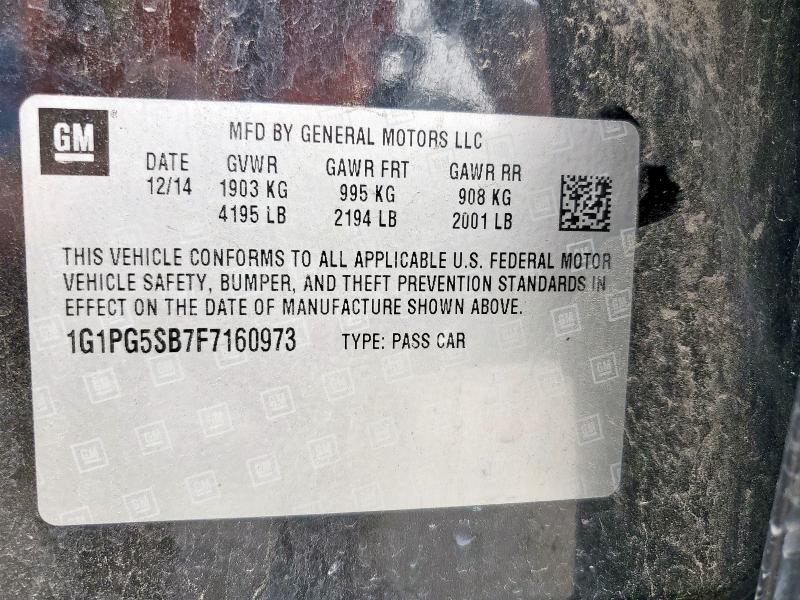 GM
MFD BY GENERAL MOTORS LLC
DATE GVWR GAWR FRT GAWR RR
12/14 1903 KG 995 KG 908 KG
4195 LB 2194 LB 2001 LB
THIS VEHICLE CONFORMS TO ALL APPLICABLE U.S. FEDERAL MOTOR
VEHICLE SAFETY, BUMPER, AND THEFT PREVENTION STANDARDS IN
EFFECT ON THE DATE OF MANUFACTURE SHOWN ABOVE.
1G1PG5SB7F7160973 TYPE: PASS CAR